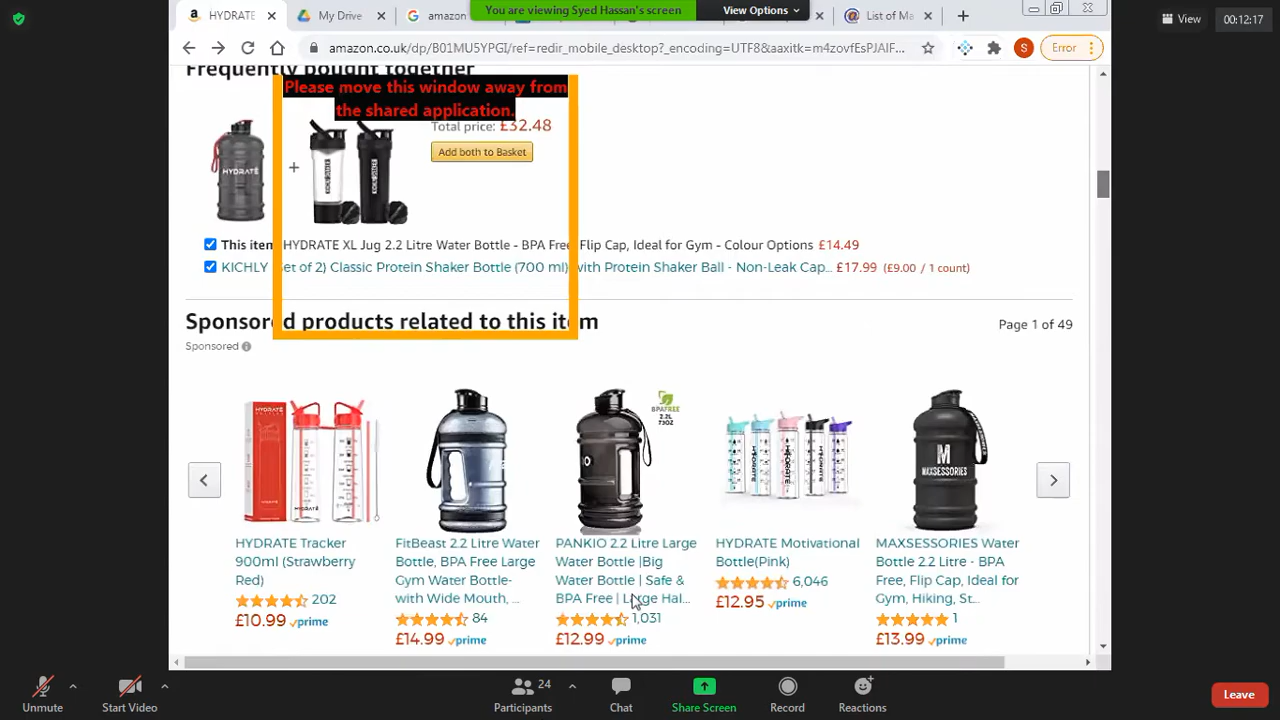 HYDRATE
My Drive
amazon
You are viewing Syed Hassan's screen
View Options
List of Ma
View
00:12:17
amazon.co.uk/dp/B01MU5YPGI/ref=redir_mobile_desktop?_encoding=UTF8&aaxitk=m4zovfEsPJAIF...
S
Error
Frequently bought together
Please move this window away from
the shared application.
Total price: £32.48
Add both to Basket
HYDRATE
+
This item HYDRATE XL Jug 2.2 Litre Water Bottle - BPA Free Flip Cap, Ideal for Gym - Colour Options £14.49
KICHLY et of 2) Classic Protein Shaker Bottle (700 ml) with Protein Shaker Ball - Non-Leak Cap... £17.99 (£9.00 / 1 count)
Sponsored products related to this item
Page 1 of 49
Sponsored
HYDRATE
BPAFREE
2.2L
73OZ
M
MAXSESSORIES
HYDRATE Tracker
900ml (Strawberry
Red)
202
£10.99 prime
FitBeast 2.2 Litre Water
Bottle, BPA Free Large
Gym Water Bottle-
with Wide Mouth, ...
84
£14.99 prime
PANKIO 2.2 Litre Large
Water Bottle |Big
Water Bottle | Safe &
BPA Free | Large Hal...
1,031
£12.99 prime
HYDRATE Motivational
Bottle(Pink)
6,046
£12.95 prime
MAXSESSORIES Water
Bottle 2.2 Litre - BPA
Free, Flip Cap, Ideal for
Gym, Hiking, St...
1
£13.99 prime
Unmute
Start Video
24
Participants
Chat
Share Screen
Record
Reactions
Leave